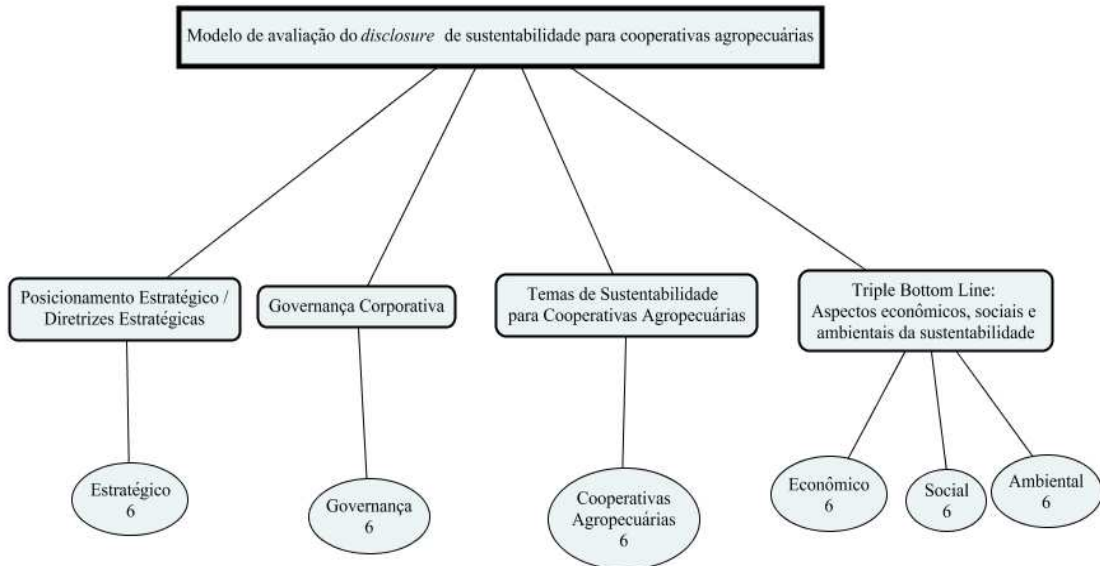 Modelo de avaliação do disclosure de sustentabilidade para cooperativas agropecuárias
Posicionamento Estratégico /
Diretrizes Estratégicas
Governança Corporativa
Temas de Sustentabilidade
para Cooperativas Agropecuárias
Triple Bottom Line:
Aspectos econômicos, sociais e
ambientais da sustentabilidade
Estratégico
6
Governança
6
Cooperativas
Agropecuárias
6
Econômico
6
Social
6
Ambiental
6